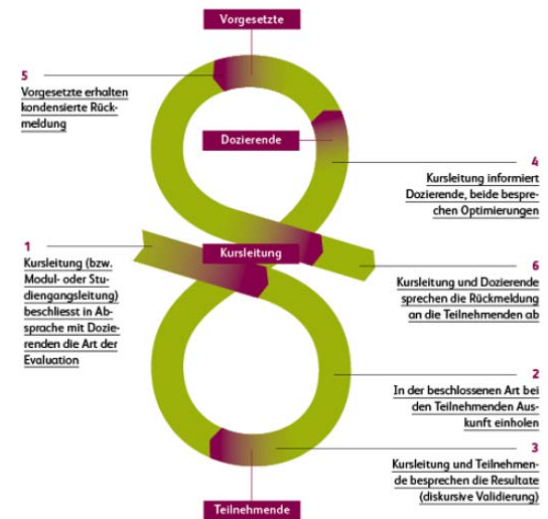 Vorgesetzte
5
Vorgesetzte erhalten
kondensierte Rück-
meldung
Dozierende
4
Kursleitung informiert
Dozierende, beide bespre-
chen Optimierungen
1
Kursleitung (bzw.
Modul- oder Stu-
diengangsleitung)
beschliesst in Ab-
sprache mit Dozie-
renden die Art der
Evaluation
Kursleitung
6
Kursleitung und Dozierende
sprechen die Rückmeldung
an die Teilnehmenden ab
2
In der beschlossenen Art bei
den Teilnehmenden Aus-
kunft einholen
3
Kursleitung und Teilnehmen-
de besprechen die Resultate
(diskursive Validierung)
Teilnehmende